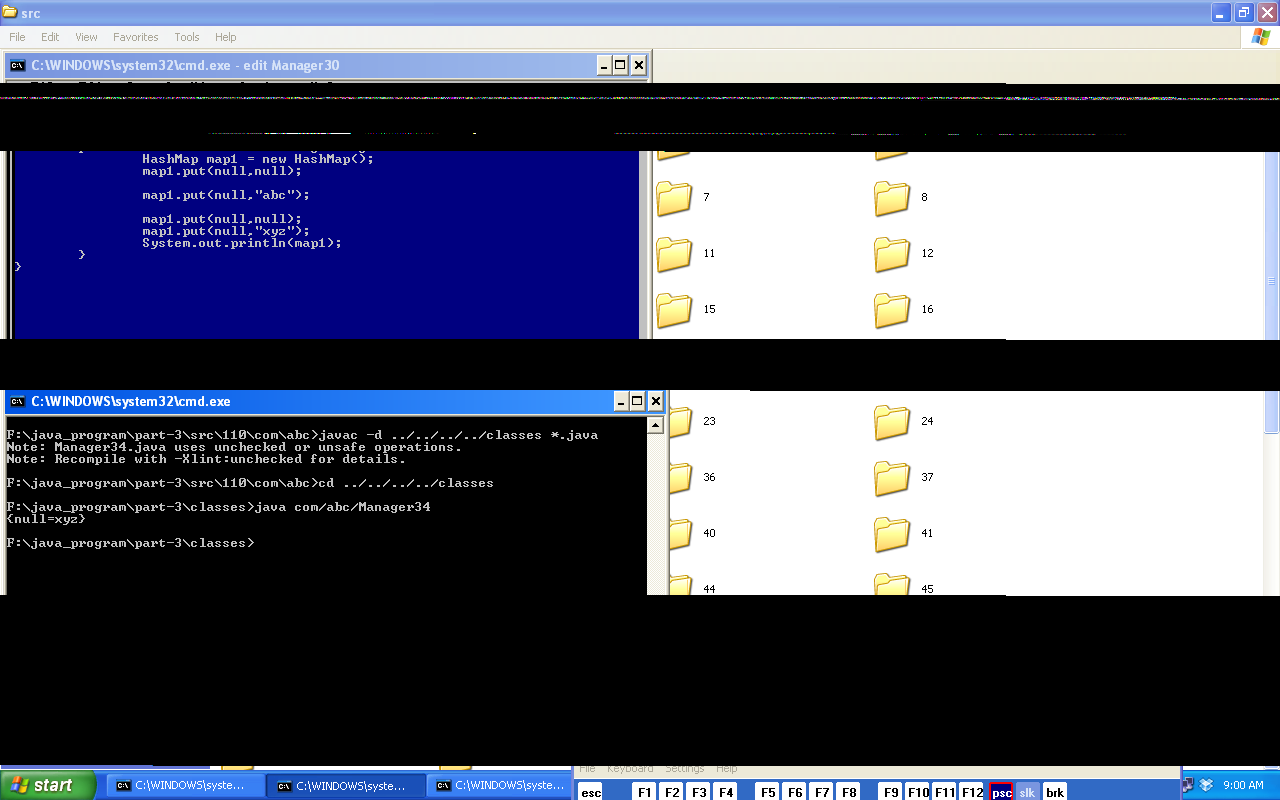 src
File Edit View Favorites Tools Help
C:\WINDOWS\system32\cmd.exe - edit Manager30
HashMap map1 = new HashMap();
map1.put(null,null);
map1.put(null,"abc");
map1.put(null,null);
map1.put(null,"xyz");
System.out.println(map1);
}
}
7 8
11 12
15 16
C:\WINDOWS\system32\cmd.exe
F:\java_program\part-3\src\110\com\abc>javac -d ../../../../classes *.java
Note: Manager34.java uses unchecked or unsafe operations.
Note: Recompile with -Xlint:unchecked for details.
F:\java_program\part-3\src\110\com\abc>cd ../../../../classes
F:\java_program\part-3\classes>java com/abc/Manager34
{null=xyz}
F:\java_program\part-3\classes>
23 24
36 37
40 41
44 45
File Keyboard Settings Help
start C:\WINDOWS\syste... C:\WINDOWS\syste... C:\WINDOWS\syste... esc F1 F2 F3 F4 F5 F6 F7 F8 F9 F10 F11 F12 psc slk brk 9:00 AM